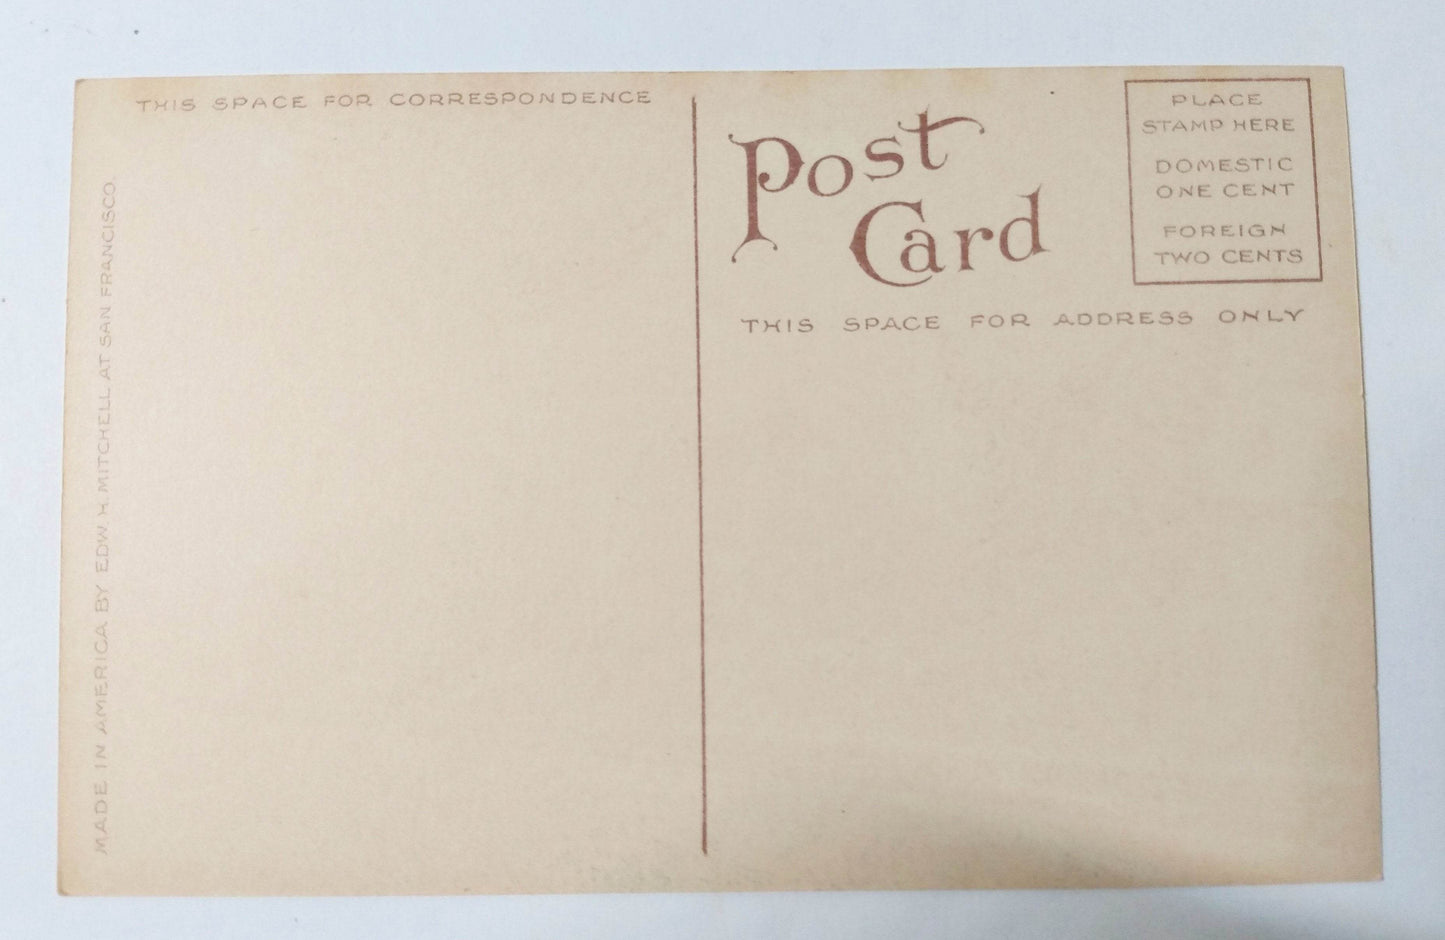 THIS SPACE FOR CORRESPONDENCE
Post
Card
PLACE
STAMP HERE
DOMESTIC
ONE CENT
FOREIGN
TWO CENTS
THIS SPACE FOR ADDRESS ONLY
MADE IN AMERICA BY EDW. H. MITCHELL AT SAN FRANCISCO.